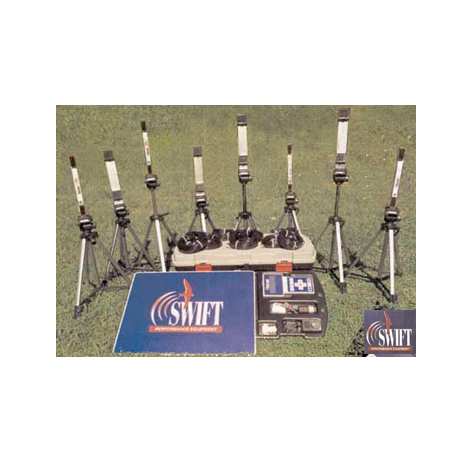 SWIFT
PERFORMANCE EQUIPMENT
SWIFT
PERFORMANCE EQUIPMENT